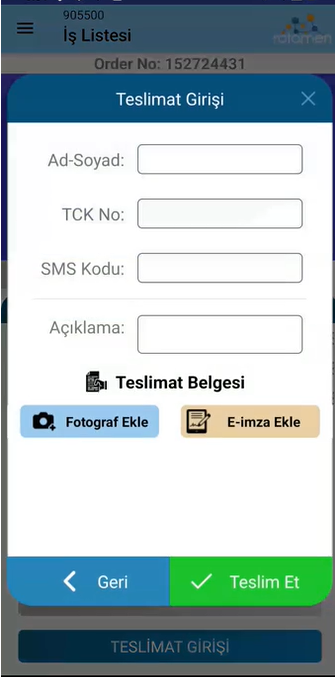 905500
İş Listesi
rotamen
Order No: 152724431
Teslimat Girişi
Ad-Soyad:
TCK No:
SMS Kodu:
Açıklama:
Teslimat Belgesi
Fotograf Ekle
E-imza Ekle
Geri
Teslim Et
TESLİMAT GİRİŞİ